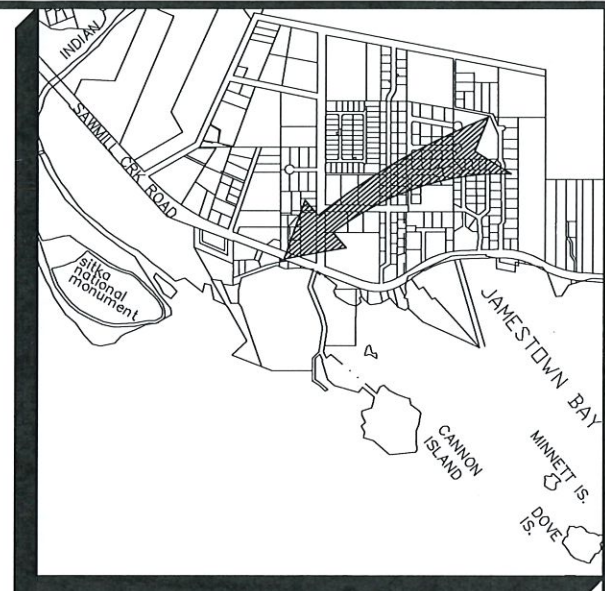 INDIAN
SAWMILL CRK ROAD
sitka
national
monument
JAMESTOWN BAY
CANNON
ISLAND
MINNETT IS.
DOVE
IS.